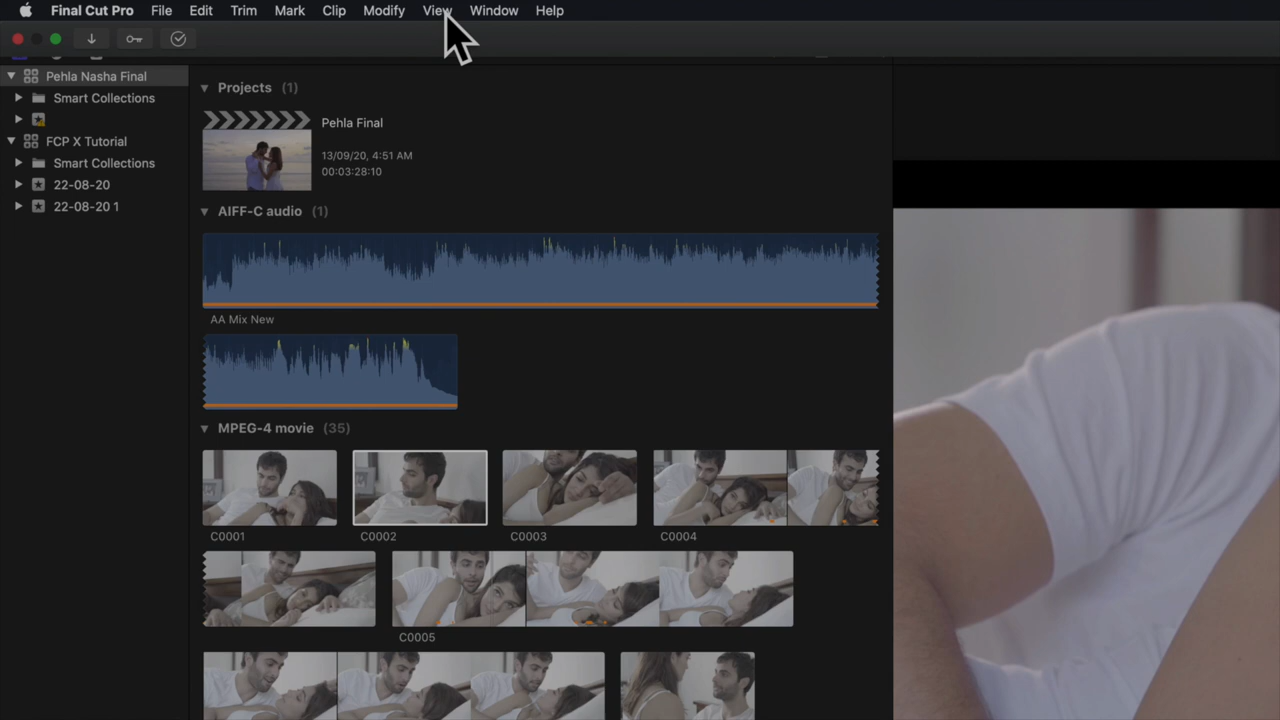 Final Cut Pro File Edit Trim Mark Clip Modify View Window Help
Pehla Nasha Final
Smart Collections
FCP X Tutorial
Smart Collections
22-08-20
22-08-20 1
Projects (1)
Pehla Final
13/09/20, 4:51 AM
00:03:28:10
AIFF-C audio (1)
AA Mix New
MPEG-4 movie (35)
C0001 C0002 C0003 C0004
C0005